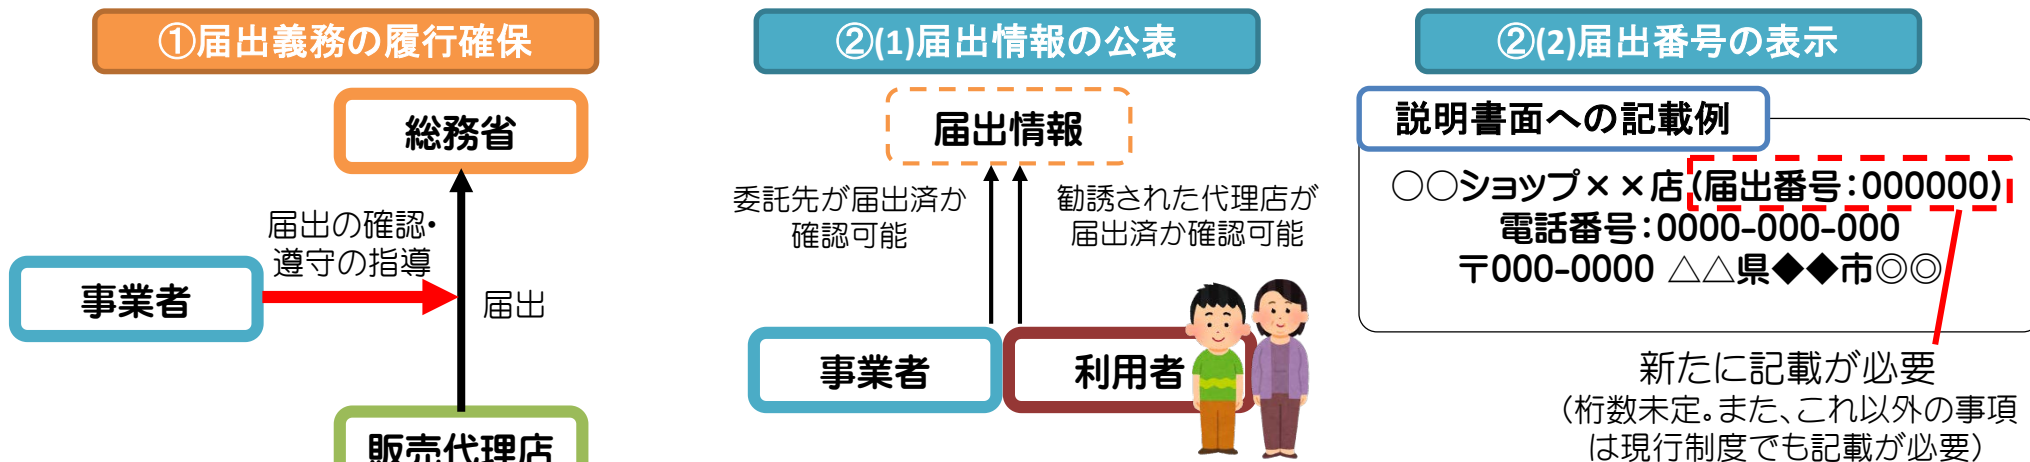 ①届出義務の履行確保
総務省
届出の確認・
遵守の指導
事業者
届出
販売代理店
②(1)届出情報の公表
届出情報
委託先が届出済か
確認可能
勧誘された代理店が
届出済か確認可能
事業者
利用者
②(2)届出番号の表示
説明書面への記載例
○○ショップ××店(届出番号:000000)
電話番号:0000-000-000
〒000-0000 △△県◆◆市◎◎
新たに記載が必要
(桁数未定。また、これ以外の事項
は現行制度でも記載が必要)